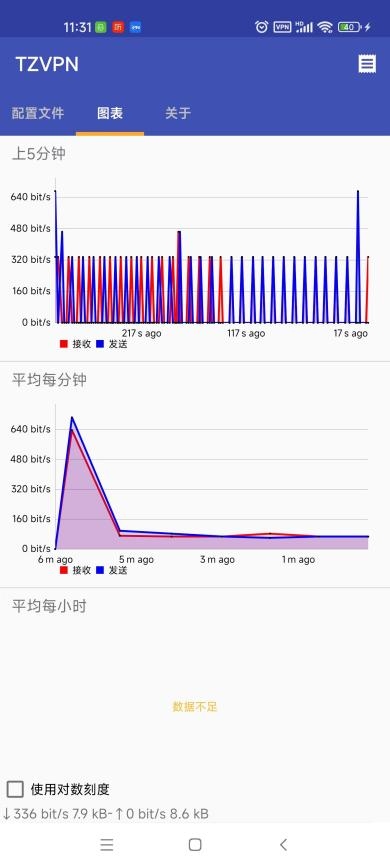 11:31
VPN HD 40
TZVPN
配置文件 图表 关于
上5分钟
640 bit/s
480 bit/s
320 bit/s
160 bit/s
0 bit/s
217 s ago 117 s ago 17 s ago
接收 发送
平均每分钟
640 bit/s
480 bit/s
320 bit/s
160 bit/s
0 bit/s
6 m ago 5 m ago 3 m ago 1 m ago
接收 发送
平均每小时
数据不足
使用对数刻度
↓336 bit/s 7.9 kB-↑0 bit/s 8.6 kB